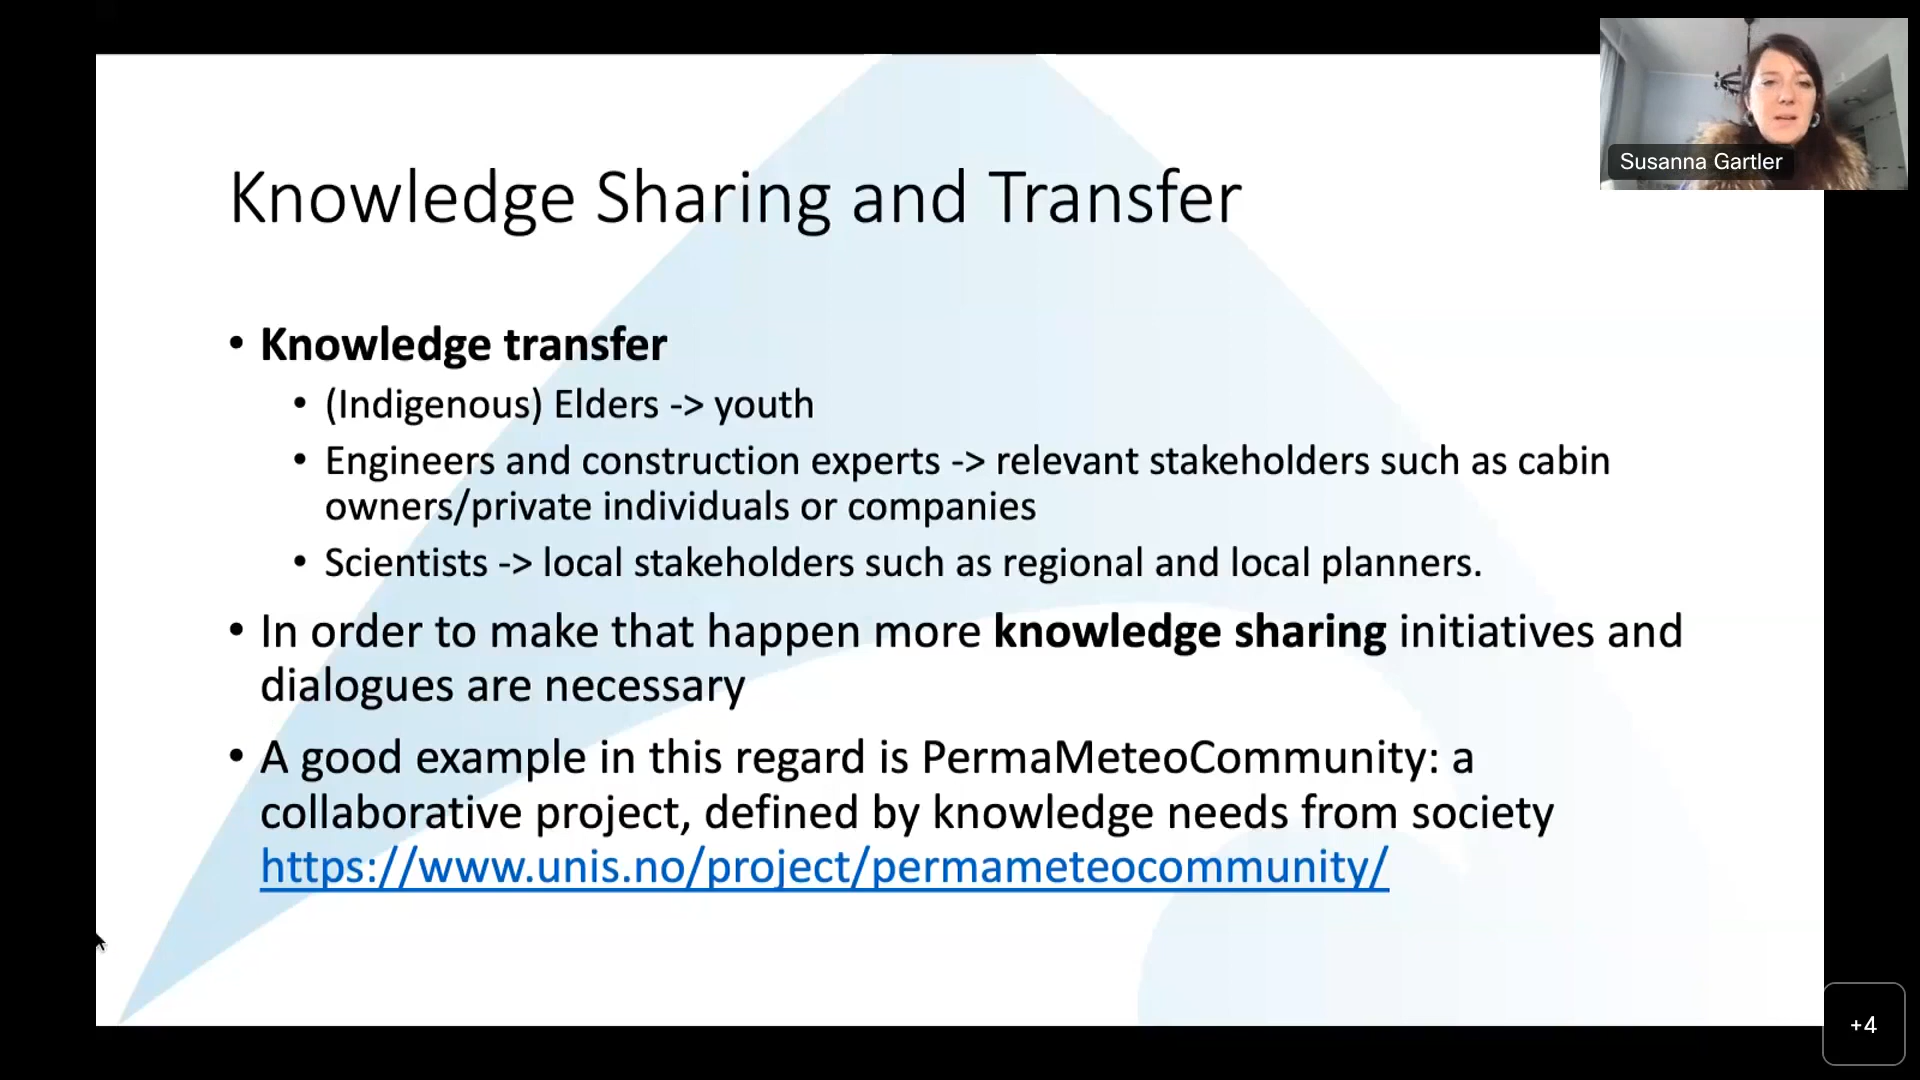 Susanna Gartler
Knowledge Sharing and Transfer
• Knowledge transfer
• (Indigenous) Elders -> youth
• Engineers and construction experts -> relevant stakeholders such as cabin
owners/private individuals or companies
• Scientists -> local stakeholders such as regional and local planners.
• In order to make that happen more knowledge sharing initiatives and
dialogues are necessary
• A good example in this regard is PermaMeteoCommunity: a
collaborative project, defined by knowledge needs from society
https://www.unis.no/project/permameteocommunity/
+4